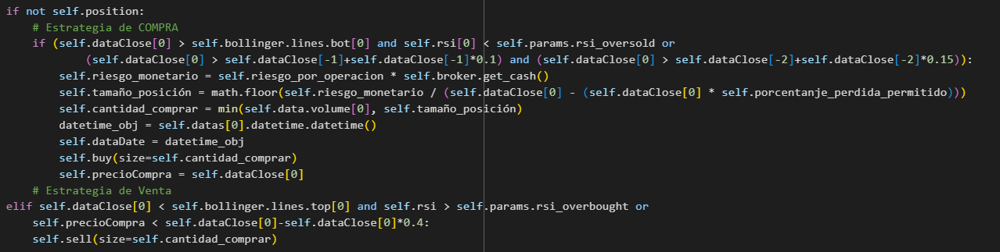 if not self.position:
    # Estrategia de COMPRA
    if (self.dataClose[0] > self.bollinger.lines.bot[0] and self.rsi[0] < self.params.rsi_oversold or
            (self.dataClose[0] > self.dataClose[-1]+self.dataClose[-1]*0.1) and (self.dataClose[0] > self.dataClose[-2]+self.dataClose[-2]*0.15)):
        self.riesgo_monetario = self.riesgo_por_operacion * self.broker.get_cash()
        self.tamaño_posición = math.floor(self.riesgo_monetario / (self.dataClose[0] - (self.dataClose[0] * self.porcentanje_perdida_permitido)))
        self.cantidad_comprar = min(self.data.volume[0], self.tamaño_posición)
        datetime_obj = self.datas[0].datetime.datetime()
        self.dataDate = datetime_obj
        self.buy(size=self.cantidad_comprar)
        self.precioCompra = self.dataClose[0]
    # Estrategia de Venta
elif self.dataClose[0] < self.bollinger.lines.top[0] and self.rsi > self.params.rsi_overbought or
    self.precioCompra < self.dataClose[0]-self.dataClose[0]*0.4:
    self.sell(size=self.cantidad_comprar)